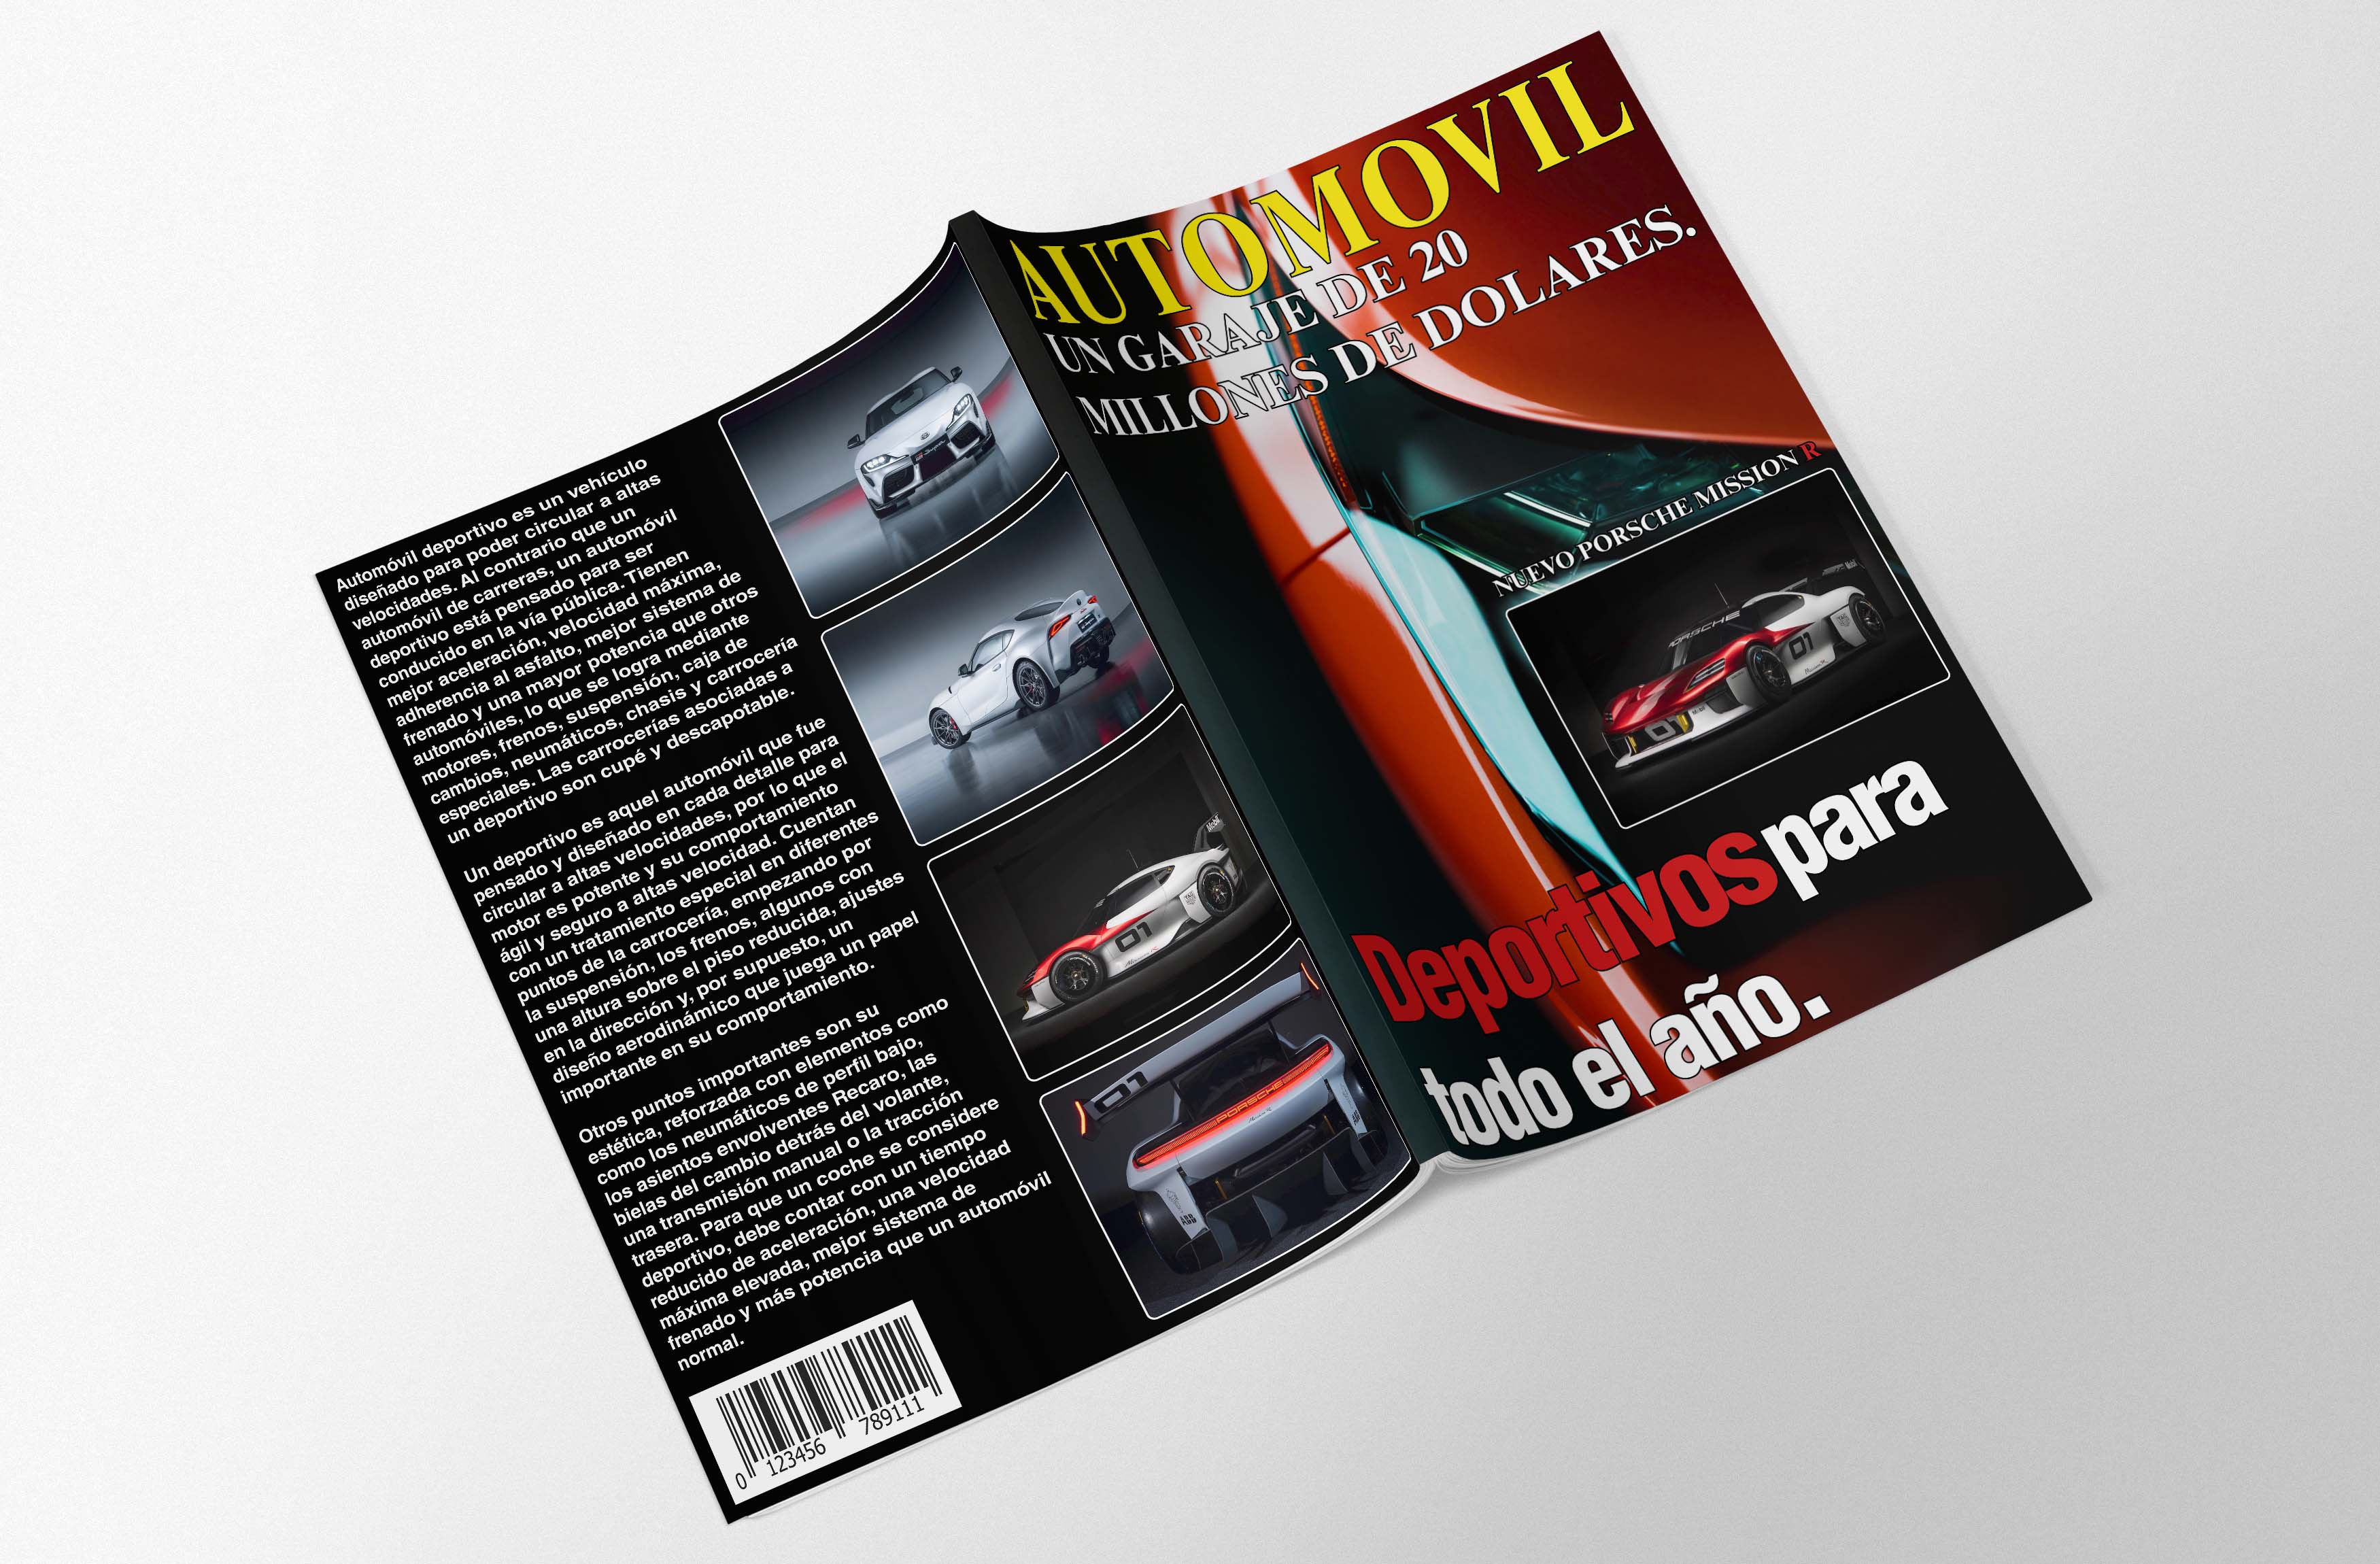 AUTOMOVIL
UN GARAJE DE 20
MILLONES DE DOLARES.
NUEVO PORSCHE MISSION R
PORSCHE
01
01
Deportivos para
todo el año.
Automóvil deportivo es un vehículo
diseñado para poder circular a altas
velocidades. Al contrario que un
automóvil de carreras, un automóvil
deportivo está pensado para ser
conducido en la vía pública. Tienen
mejor aceleración, velocidad máxima,
adherencia al asfalto, mejor sistema de
frenado y una mayor potencia que otros
automóviles, lo que se logra mediante
motores, frenos, suspensión, caja de
cambios, neumáticos, chasis y carrocería
especiales. Las carrocerías asociadas a
un deportivo son cupé y descapotable.
Un deportivo es aquel automóvil que fue
pensado y diseñado en cada detalle para
circular a altas velocidades, por lo que el
motor es potente y su comportamiento
ágil y seguro a altas velocidad. Cuentan
con un tratamiento especial en diferentes
puntos de la carrocería, empezando por
la suspensión, los frenos, algunos con
una altura sobre el piso reducida, ajustes
en la dirección y, por supuesto, un
diseño aerodinámico que juega un papel
importante en su comportamiento.
Otros puntos importantes son su
estética, reforzada con elementos como
como los neumáticos de perfil bajo,
los asientos envolventes Recaro, las
bielas del cambio detrás del volante,
una transmisión manual o la tracción
trasera. Para que un coche se considere
deportivo, debe contar con un tiempo
reducido de aceleración, una velocidad
máxima elevada, mejor sistema de
frenado y más potencia que un automóvil
normal.
01
Mobil
01
PORSCHE
ABB
0 123456 789111